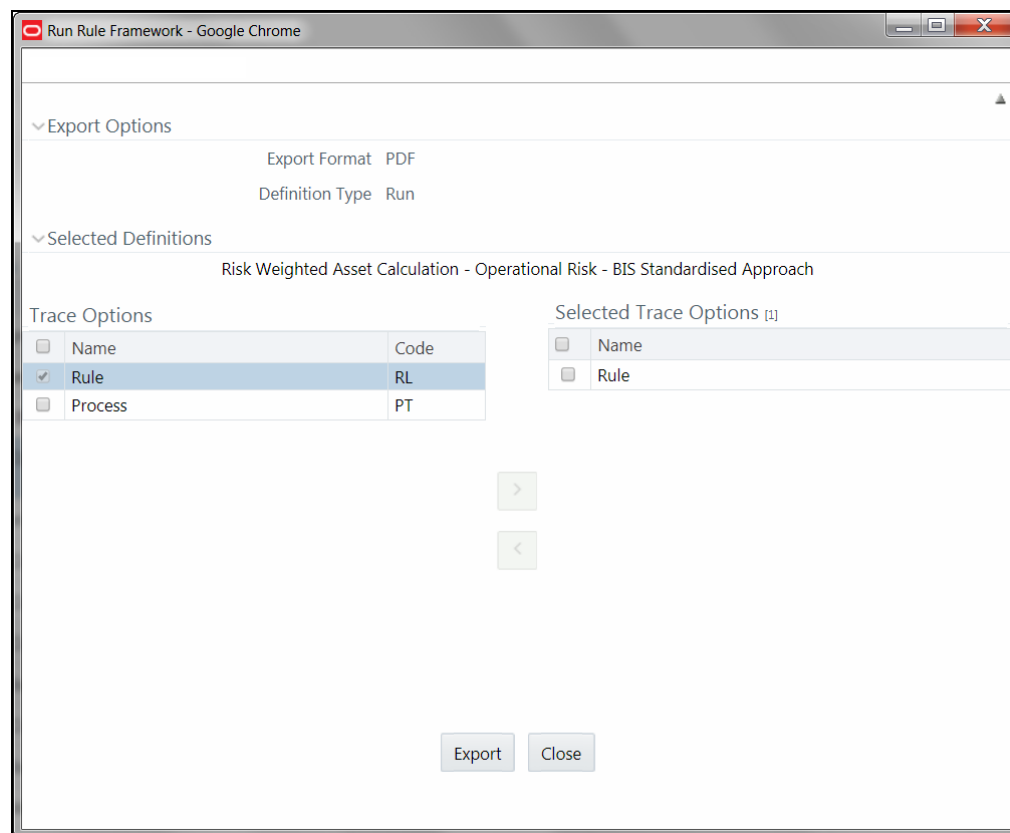 Run Rule Framework - Google Chrome
Export Options
Export Format PDF
Definition Type Run
Selected Definitions
Risk Weighted Asset Calculation - Operational Risk - BIS Standardised Approach
Trace Options
Name Code
Rule RL
Process PT
Selected Trace Options [1]
Name
Rule
>
<
Export Close